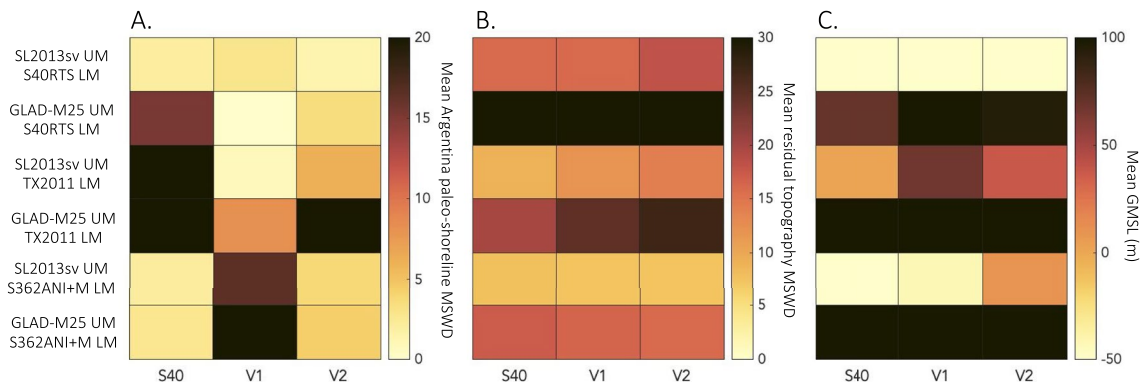 A.
B.
C.
SL2013sv UM
S40RTS LM
GLAD-M25 UM
S40RTS LM
SL2013sv UM
TX2011 LM
GLAD-M25 UM
TX2011 LM
SL2013sv UM
S362ANI+M LM
GLAD-M25 UM
S362ANI+M LM
S40 V1 V2
20
15
10
5
0
Mean Argentina paleo-shoreline MSWD
S40 V1 V2
30
25
20
15
10
5
0
Mean residual topography MSWD
S40 V1 V2
100
50
0
-50
Mean GMSL (m)